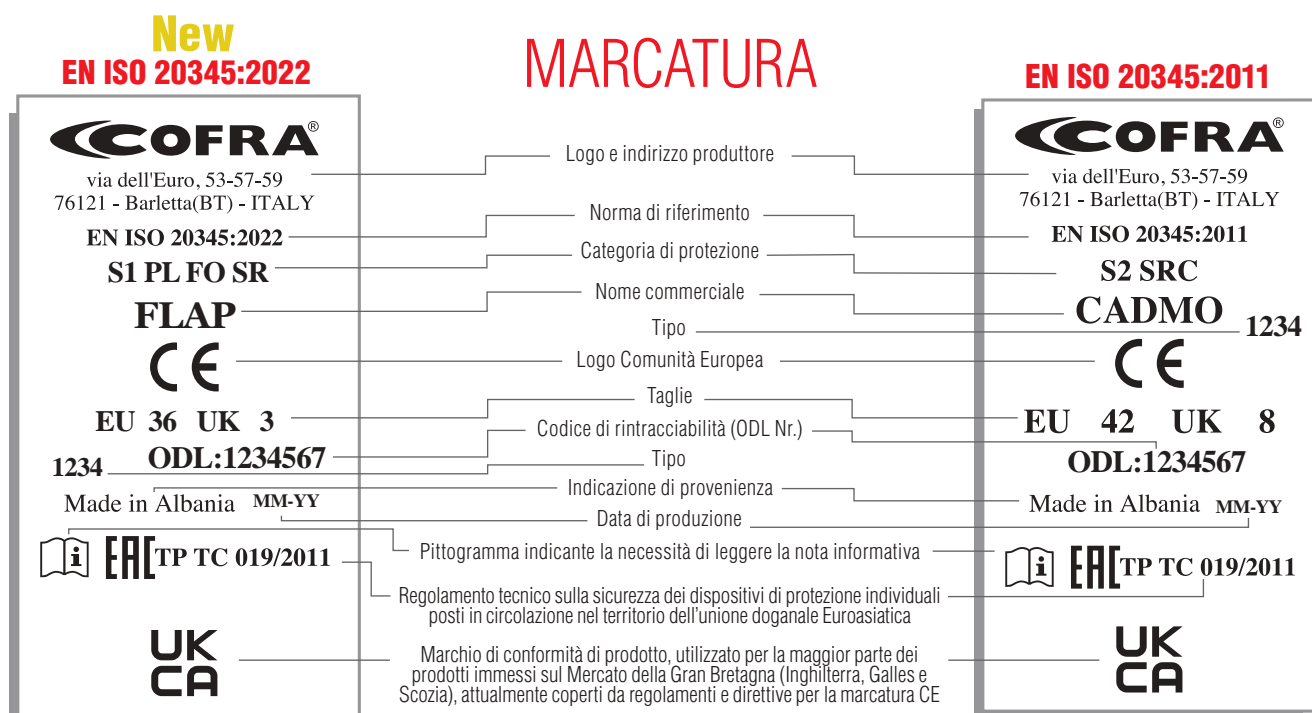 New
EN ISO 20345:2022
MARCATURA
EN ISO 20345:2011
COFRA®
via dell'Euro, 53-57-59
76121 - Barletta(BT) - ITALY
EN ISO 20345:2022
S1 PL FO SR
FLAP
CE
EU 36 UK 3
ODL:1234567
1234
Made in Albania MM-YY
i EAC TP TC 019/2011
UK
CA
Logo e indirizzo produttore
Norma di riferimento
Categoria di protezione
Nome commerciale
Tipo
Logo Comunità Europea
Taglie
Codice di rintracciabilità (ODL Nr.)
Tipo
Indicazione di provenienza
Data di produzione
Pittogramma indicante la necessità di leggere la nota informativa
Regolamento tecnico sulla sicurezza dei dispositivi di protezione individuali
posti in circolazione nel territorio dell'unione doganale Euroasiatica
Marchio di conformità di prodotto, utilizzato per la maggior parte dei
prodotti immessi sul Mercato della Gran Bretagna (Inghilterra, Galles e
Scozia), attualmente coperti da regolamenti e direttive per la marcatura CE
COFRA®
via dell'Euro, 53-57-59
76121 - Barletta(BT) - ITALY
EN ISO 20345:2011
S2 SRC
CADMO
1234
CE
EU 42 UK 8
ODL:1234567
Made in Albania MM-YY
i EAC TP TC 019/2011
UK
CA